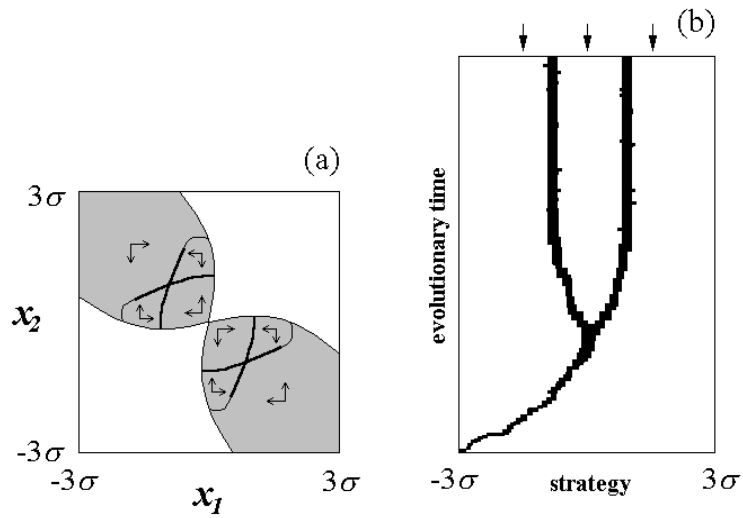 (a)
3σ
x2
-3σ
-3σ
3σ
x1
(b)
evolutionary time
-3σ
strategy
3σ